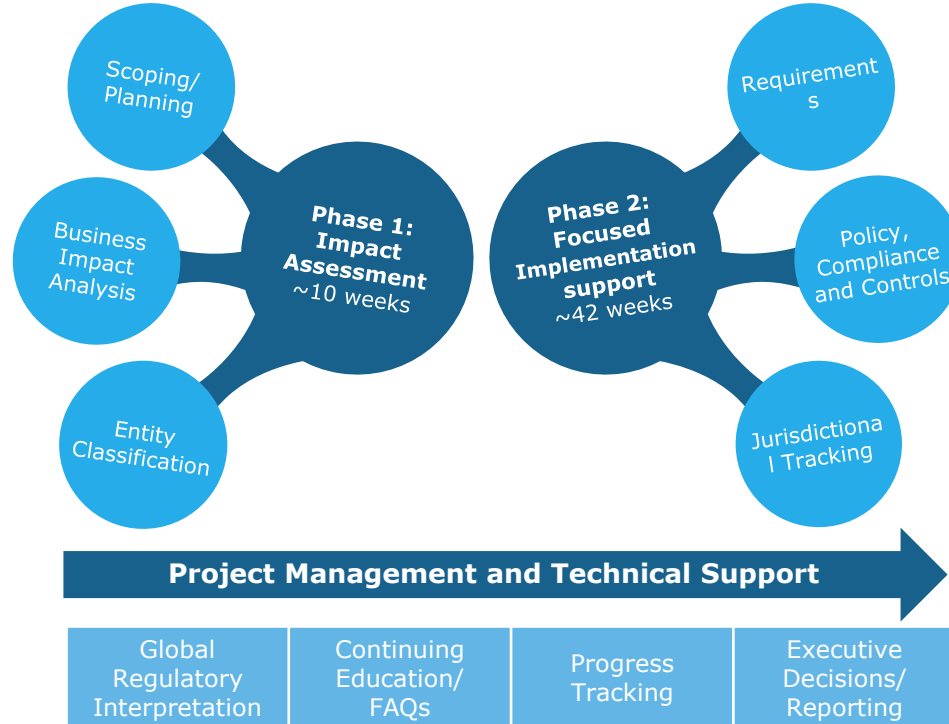 Scoping/
Planning
Business
Impact
Analysis
Entity
Classification
Phase 1:
Impact
Assessment
~10 weeks
Phase 2:
Focused
Implementation
support
~42 weeks
Requirement
s
Policy,
Compliance
and Controls
Jurisdictiona
l Tracking
Project Management and Technical Support
Global
Regulatory
Interpretation
Continuing
Education/
FAQs
Progress
Tracking
Executive
Decisions/
Reporting